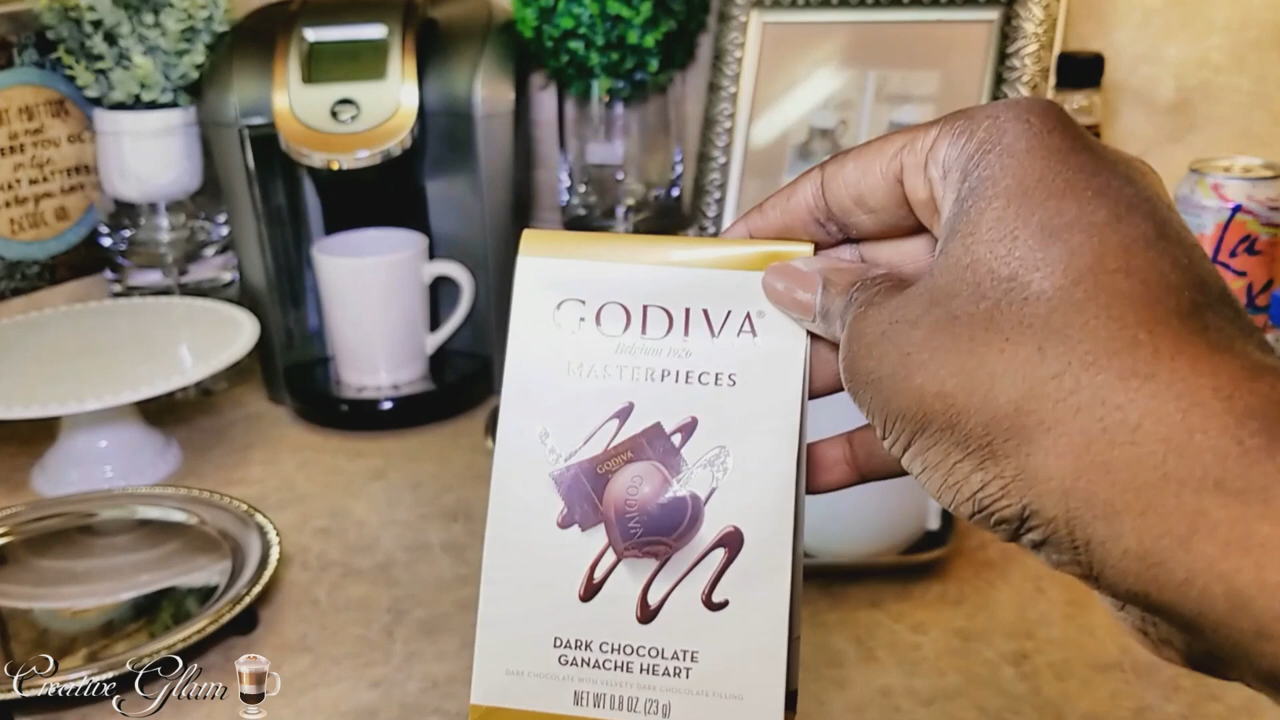 GODIVA®
Belgium 1926
MASTERPIECES
GODIVA
GODIVA
DARK CHOCOLATE
GANACHE HEART
DARK CHOCOLATE WITH VELVETY DARK CHOCOLATE FILLING
NET WT 0.8 OZ. (23 g)
La
Creative Glam